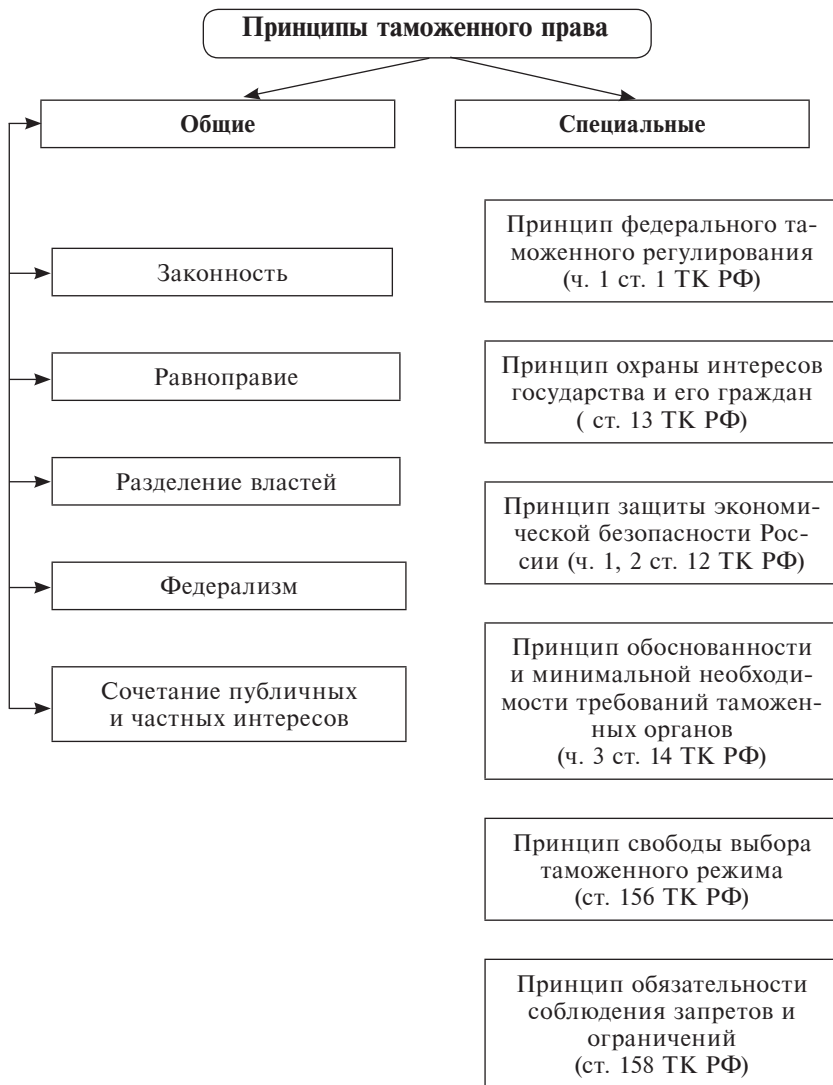 Принципы таможенного права
Общие
Специальные
Законность
Равноправие
Разделение властей
Федерализм
Сочетание публичных
и частных интересов
Принцип федерального та-
моженного регулирования
(ч. 1 ст. 1 ТК РФ)
Принцип охраны интересов
государства и его граждан
( ст. 13 ТК РФ)
Принцип защиты экономи-
ческой безопасности Рос-
сии (ч. 1, 2 ст. 12 ТК РФ)
Принцип обоснованности
и минимальной необходи-
мости требований таможен-
ных органов
(ч. 3 ст. 14 ТК РФ)
Принцип свободы выбора
таможенного режима
(ст. 156 ТК РФ)
Принцип обязательности
соблюдения запретов и
ограничений
(ст. 158 ТК РФ)